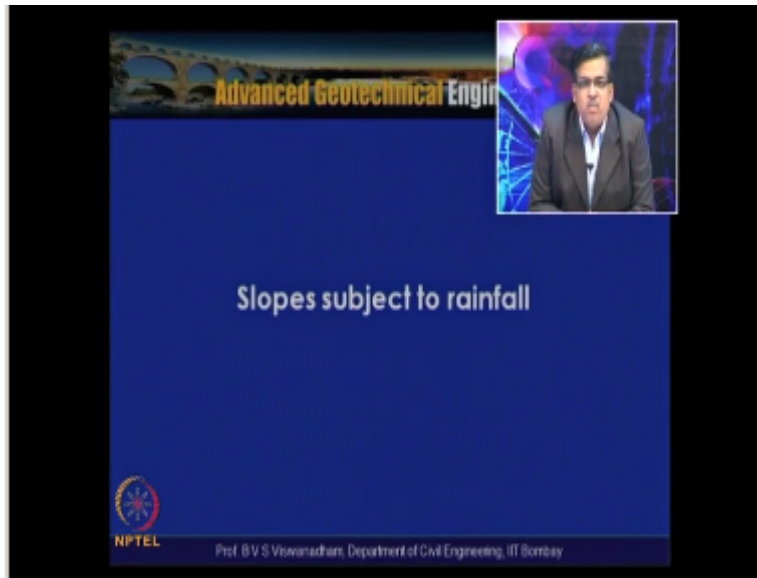 Advanced Geotechnical Engin
Slopes subject to rainfall
NPTEL
Prof. B V S Viswanadham, Department of Civil Engineering, IIT Bombay